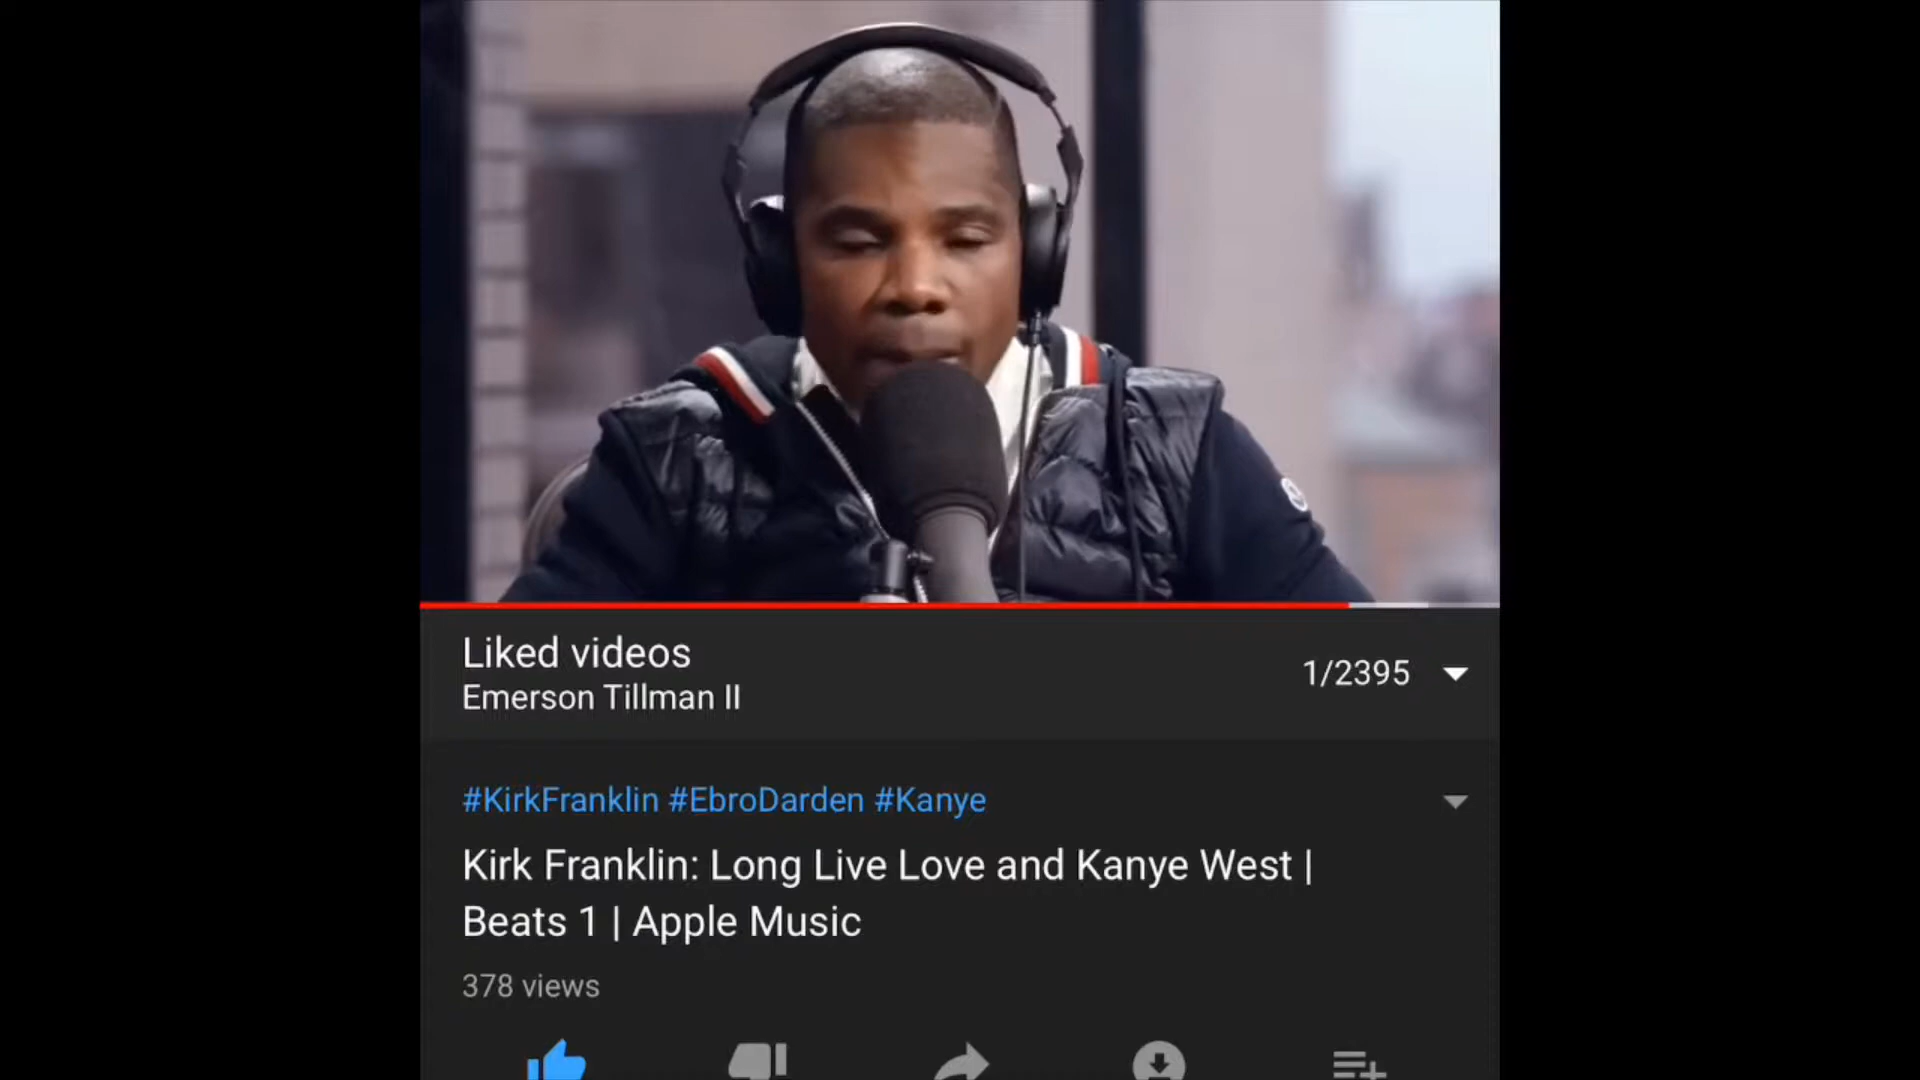 Liked videos
Emerson Tillman II
1/2395
#KirkFranklin #EbroDarden #Kanye
Kirk Franklin: Long Live Love and Kanye West |
Beats 1 | Apple Music
378 views